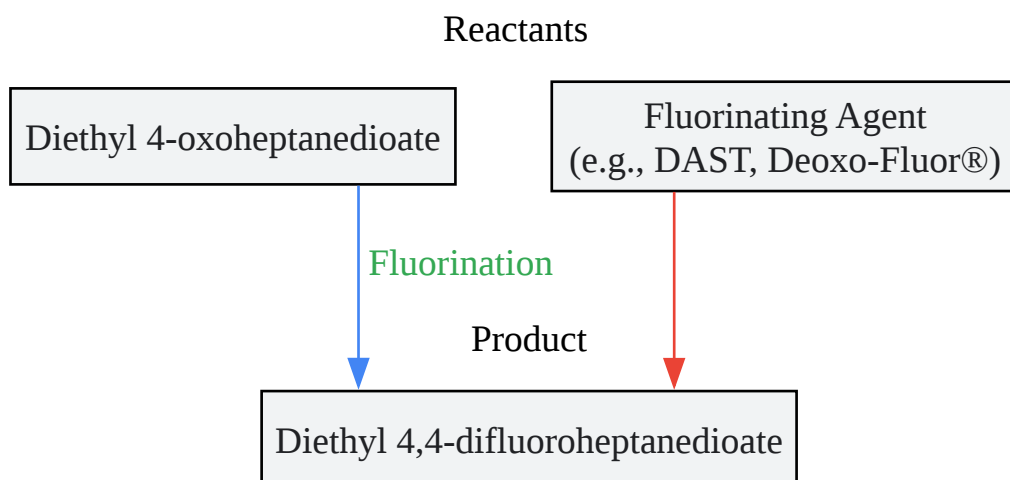 Reactants
Diethyl 4-oxoheptanedioate
Fluorinating Agent
(e.g., DAST, Deoxo-Fluor®)
Fluorination
Product
Diethyl 4,4-difluoroheptanedioate